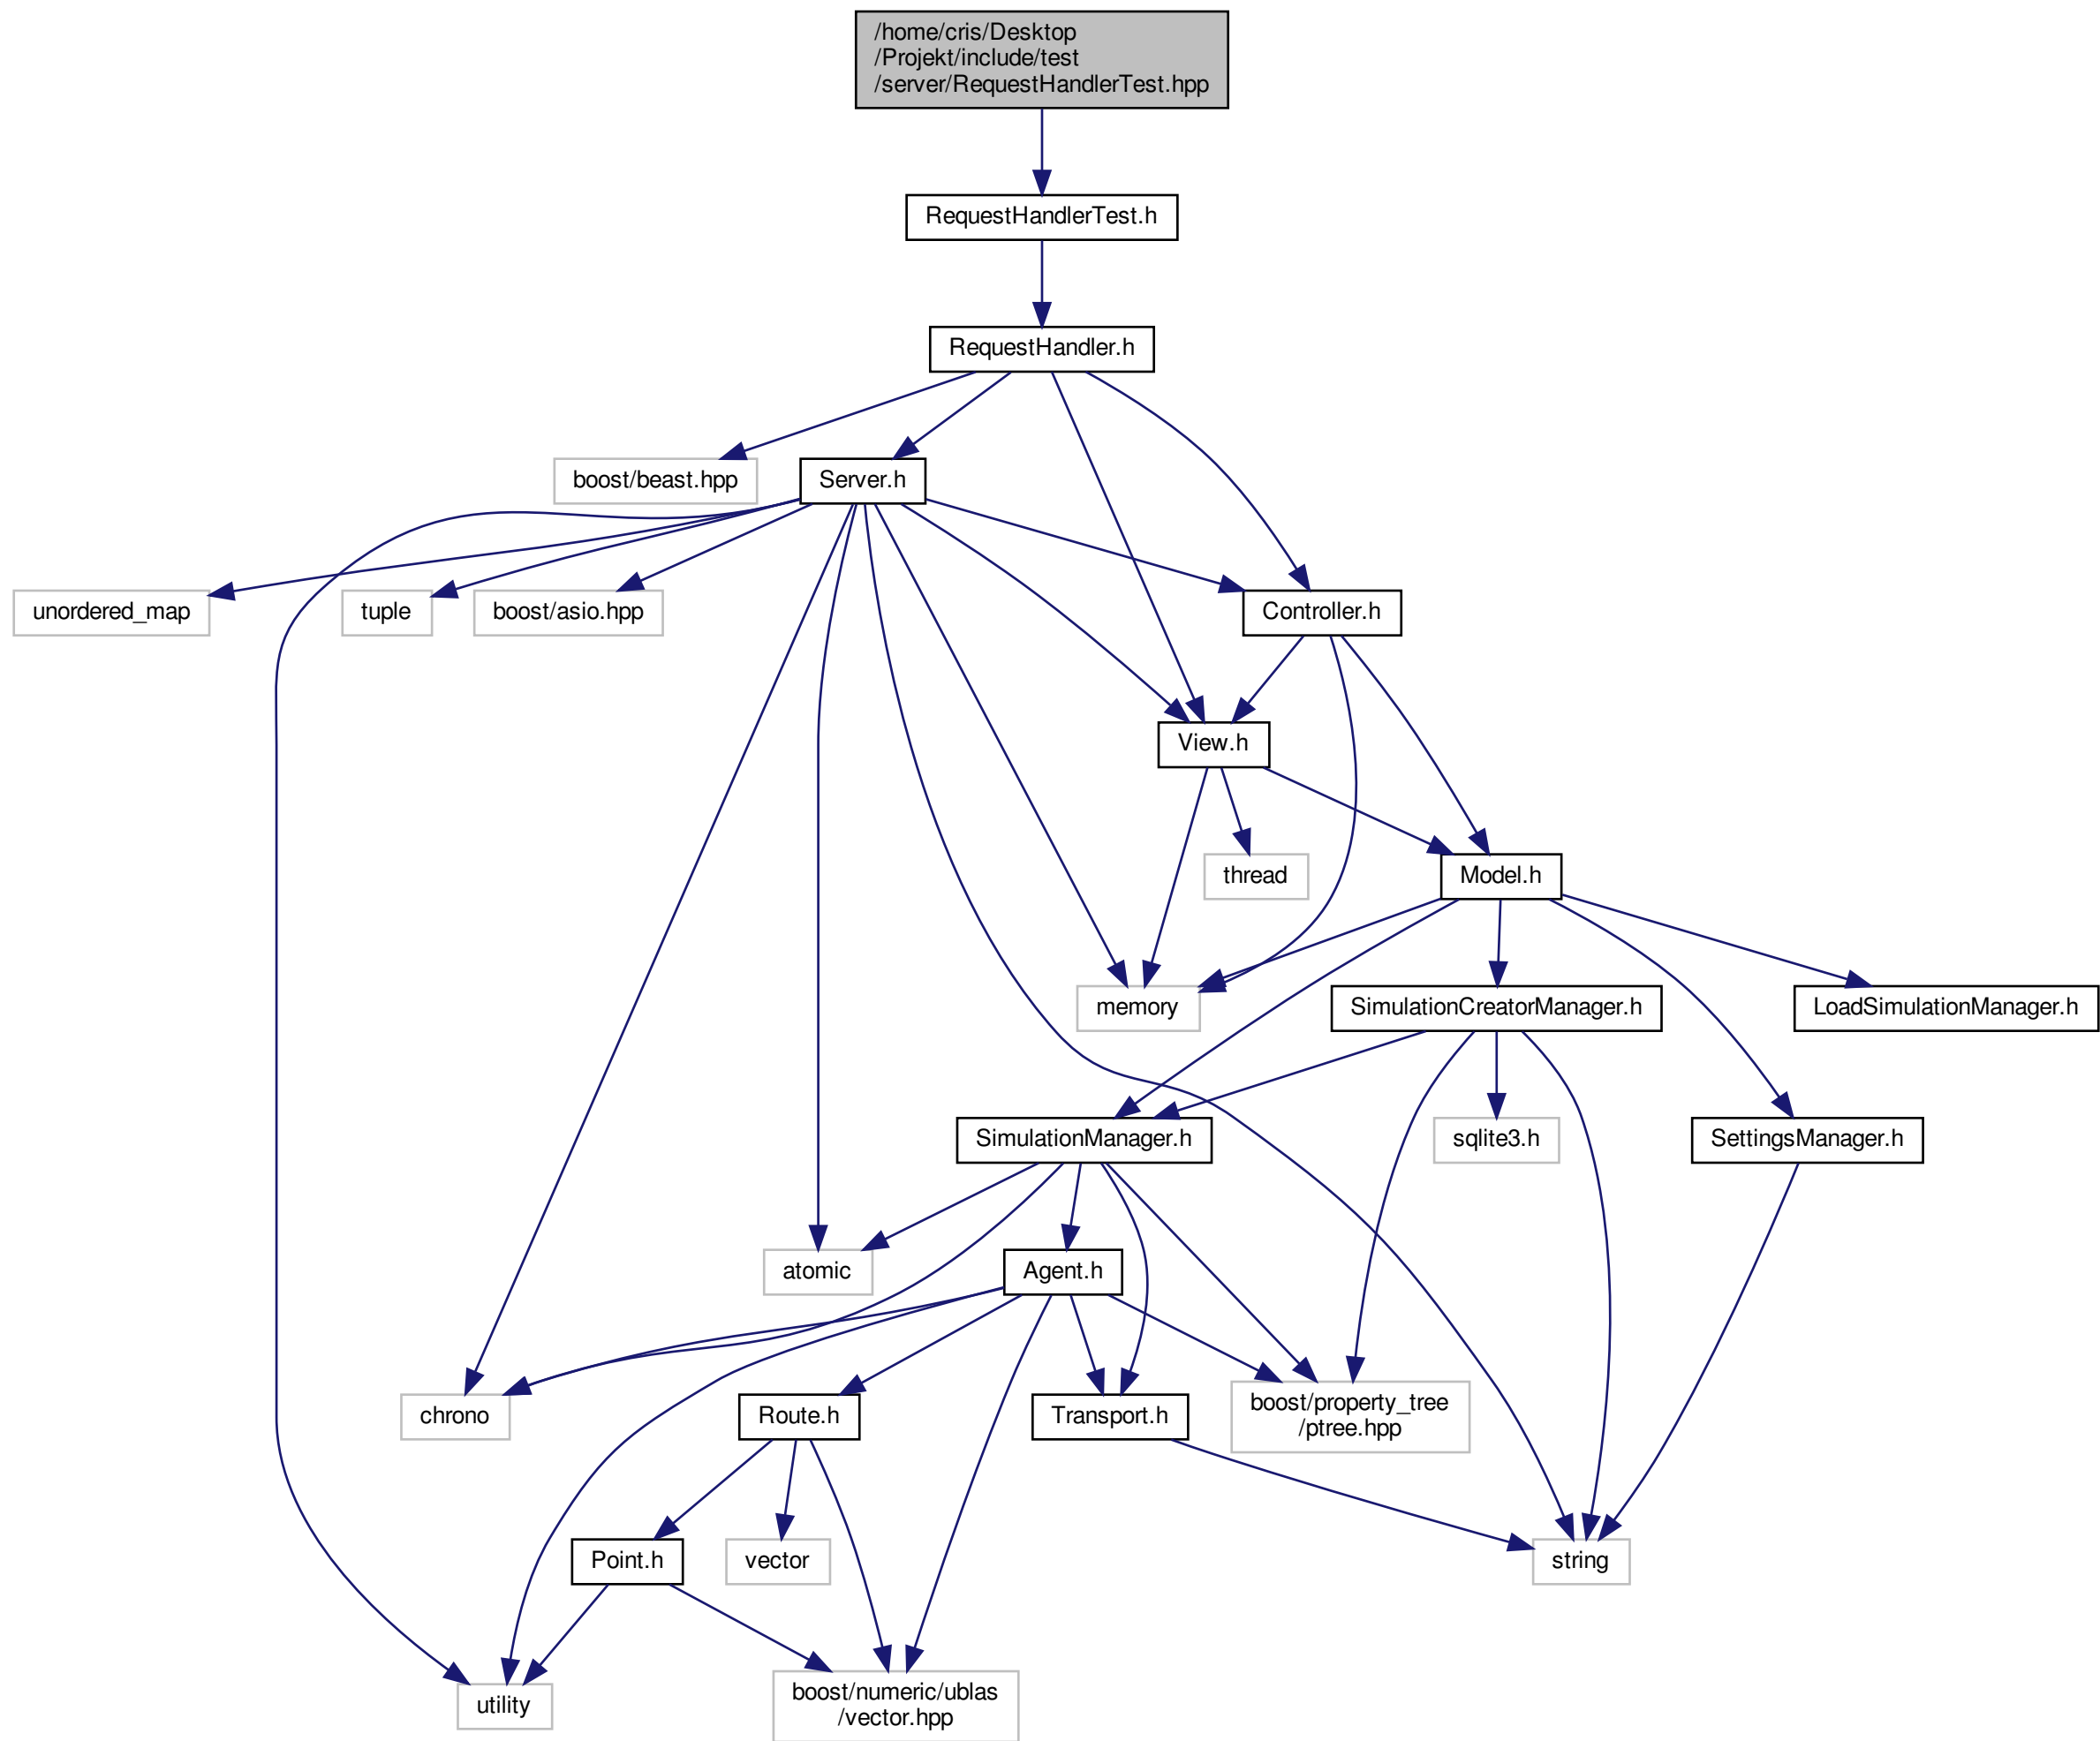 /home/cris/Desktop
/Projekt/include/test
/server/RequestHandlerTest.hpp
RequestHandlerTest.h
RequestHandler.h
boost/beast.hpp
Server.h
unordered_map
tuple
boost/asio.hpp
Controller.h
View.h
thread
Model.h
memory
SimulationCreatorManager.h
LoadSimulationManager.h
SimulationManager.h
sqlite3.h
SettingsManager.h
atomic
Agent.h
chrono
Route.h
Transport.h
boost/property_tree
/ptree.hpp
Point.h
vector
string
utility
boost/numeric/ublas
/vector.hpp